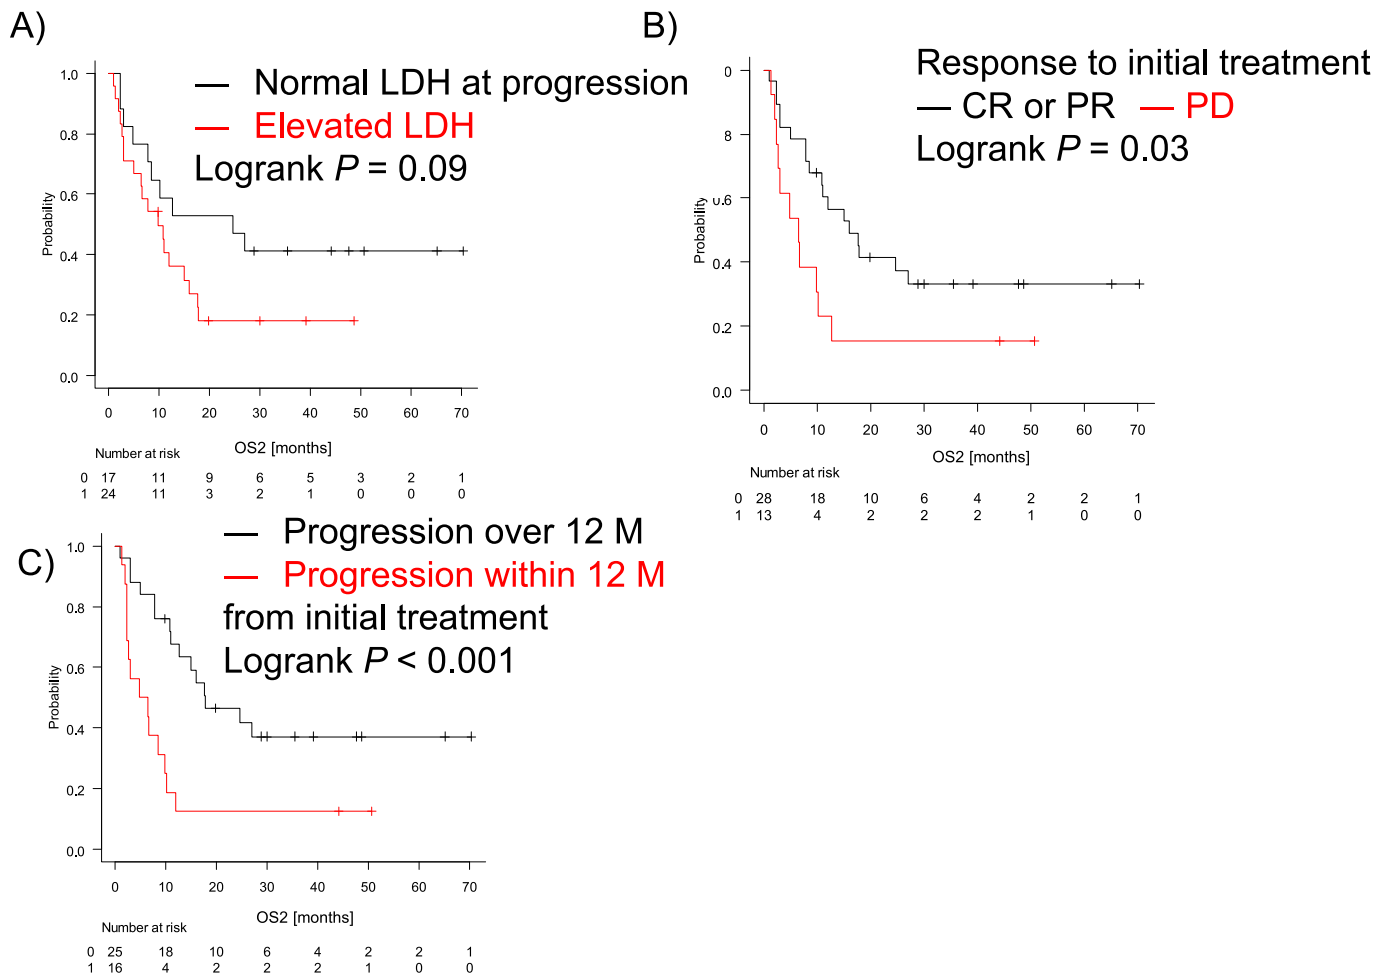 A)
Normal LDH at progression
Elevated LDH
Logrank P = 0.09
1.0
0.8
0.6
0.4
0.2
0.0
Probability
0 10 20 30 40 50 60 70
OS2 [months]
Number at risk
0 17 11 9 6 5 3 2 1
1 24 11 3 2 1 0 0 0
B)
Response to initial treatment
CR or PR PD
Logrank P = 0.03
0
8
0.6
0.4
0.2
0.0
Probability
0 10 20 30 40 50 60 70
OS2 [months]
Number at risk
0 28 18 10 6 4 2 2 1
1 13 4 2 2 2 1 0 0
C)
Progression over 12 M
Progression within 12 M
from initial treatment
Logrank P < 0.001
1.0
0.8
0.6
0.4
0.2
0.0
Probability
0 10 20 30 40 50 60 70
OS2 [months]
Number at risk
0 25 18 10 6 4 2 2 1
1 16 4 2 2 2 1 0 0